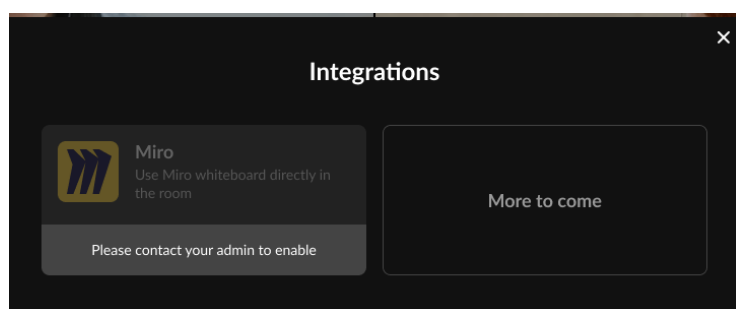 Integrations
Miro
Use Miro whiteboard directly in
the room
Please contact your admin to enable
More to come